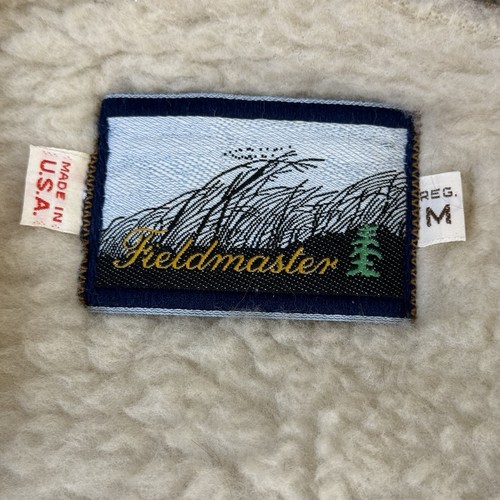 MADE IN
U.S.A.
Fieldmaster
REG.
M